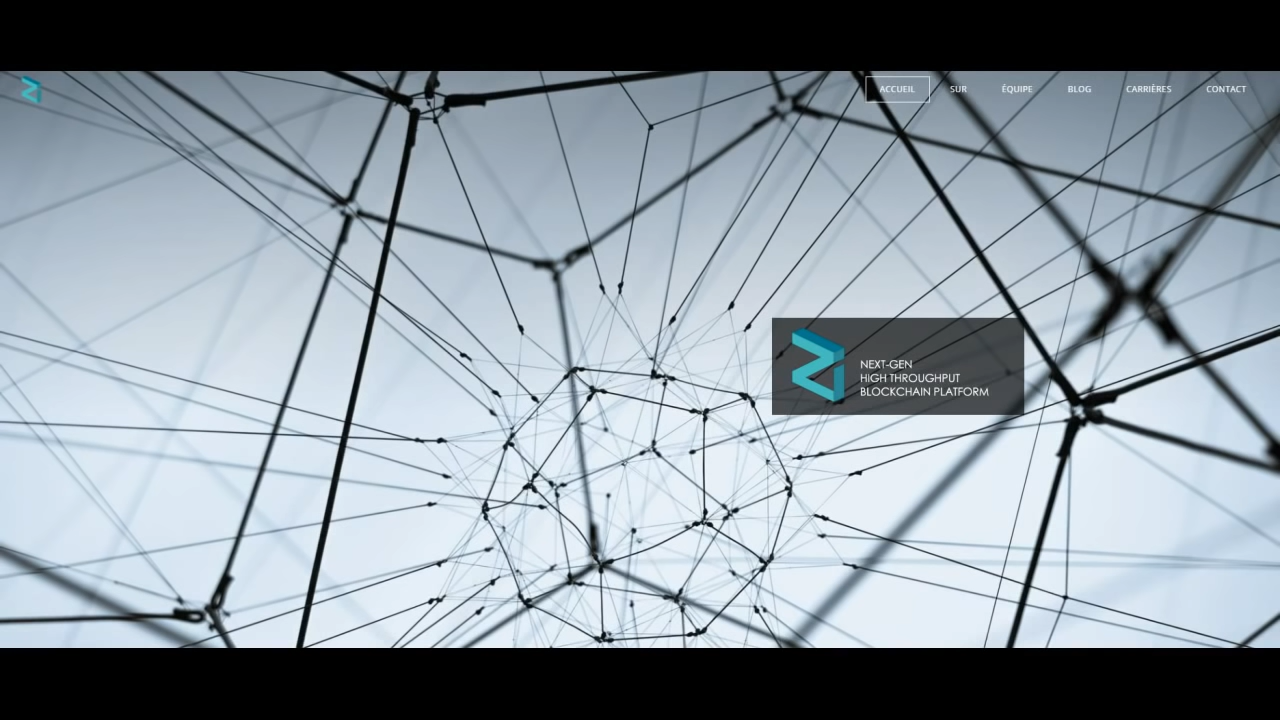 ACCUEIL
SUR
ÉQUIPE
BLOG
CARRIÈRES
CONTACT
NEXT-GEN
HIGH THROUGHPUT
BLOCKCHAIN PLATFORM